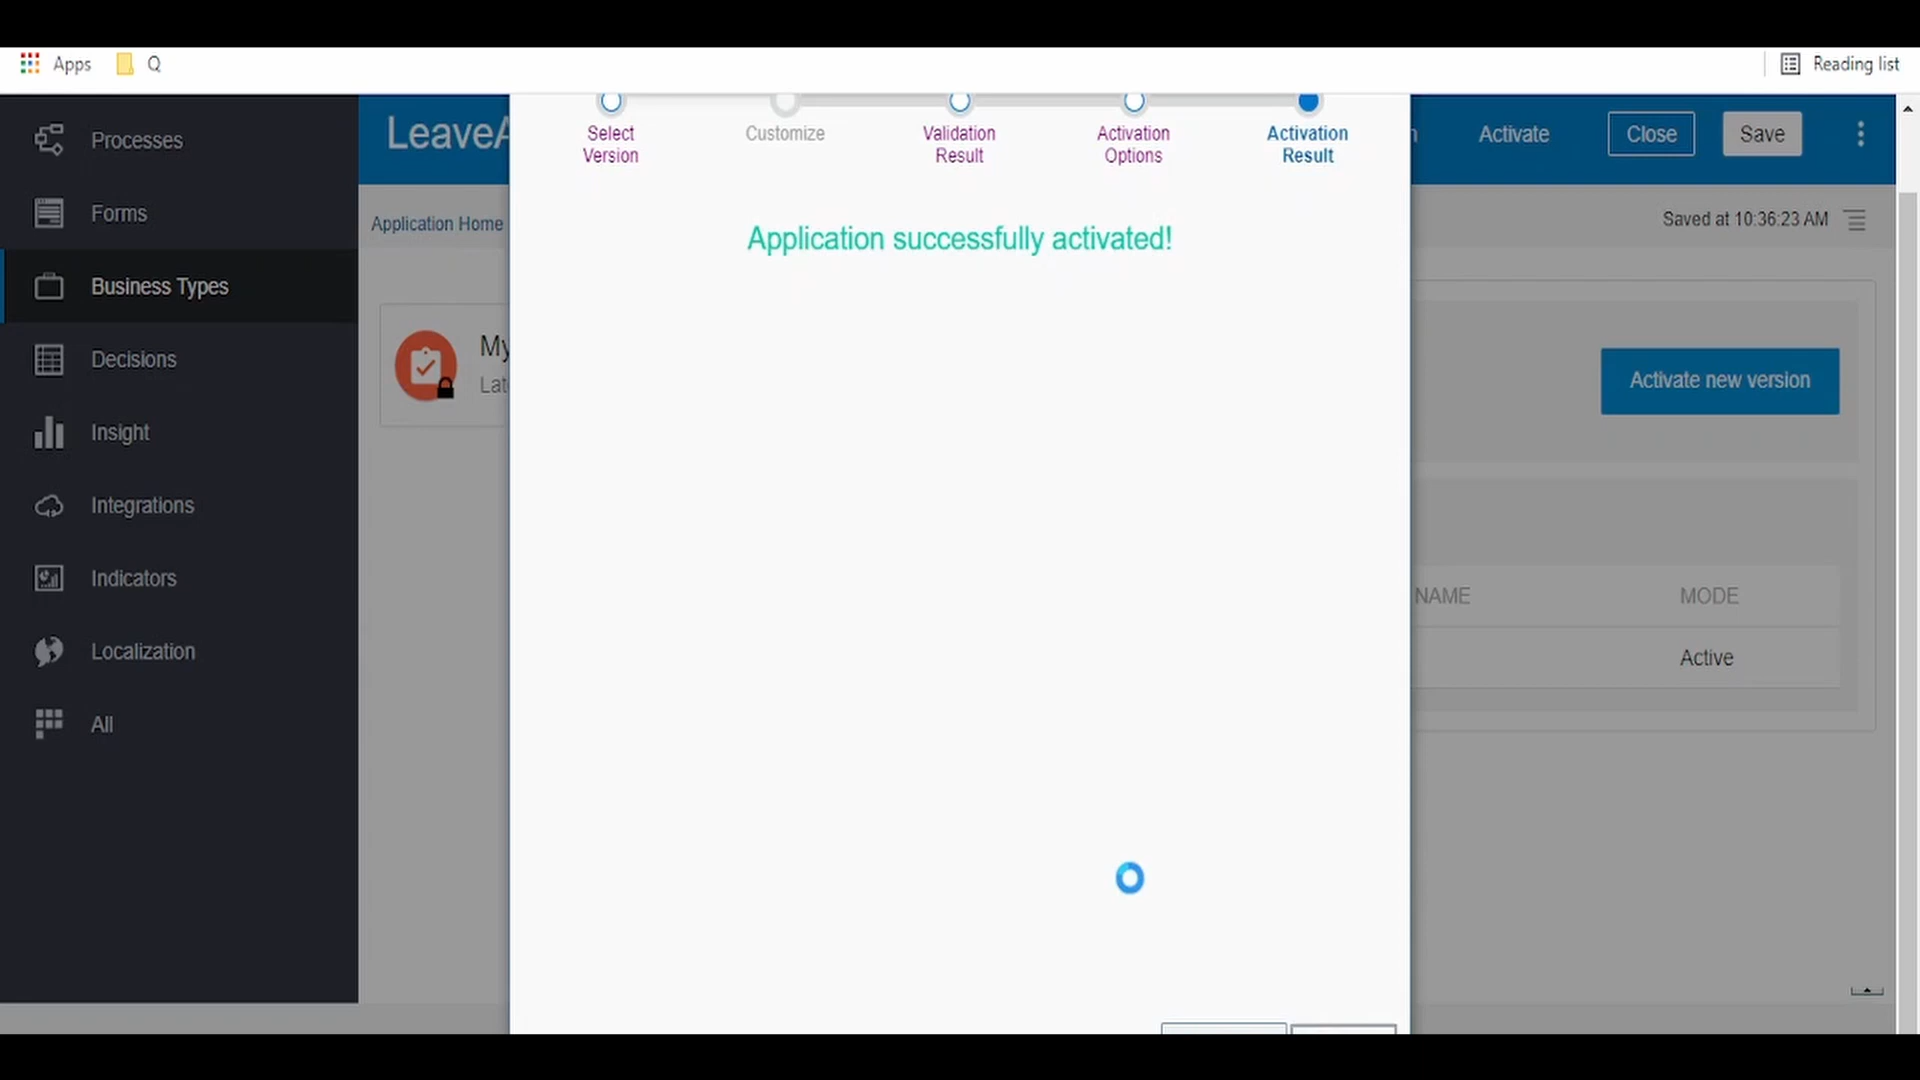 Apps
Q
Reading list
Processes
Forms
Business Types
Decisions
Insight
Integrations
Indicators
Localization
All
LeaveA
Activate
Close
Save
Application Home
Saved at 10:36:23 AM
My
Activate new version
NAME
MODE
Active
Select
Version
Customize
Validation
Result
Activation
Options
Activation
Result
Application successfully activated!